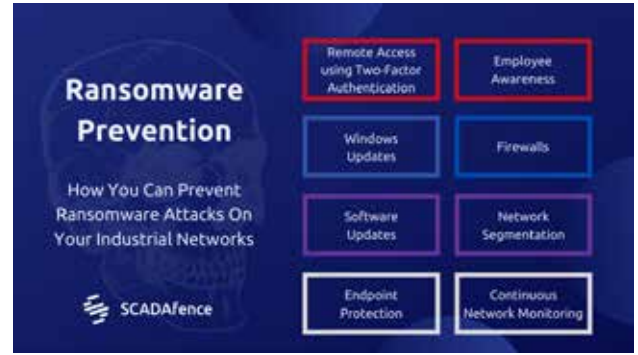 Ransomware
Prevention
How You Can Prevent
Ransomware Attacks On
Your Industrial Networks
SCADAfence
Remote Access
using Two-Factor
Authentication
Employee
Awareness
Windows
Updates
Firewalls
Software
Updates
Network
Segmentation
Endpoint
Protection
Continuous
Network Monitoring